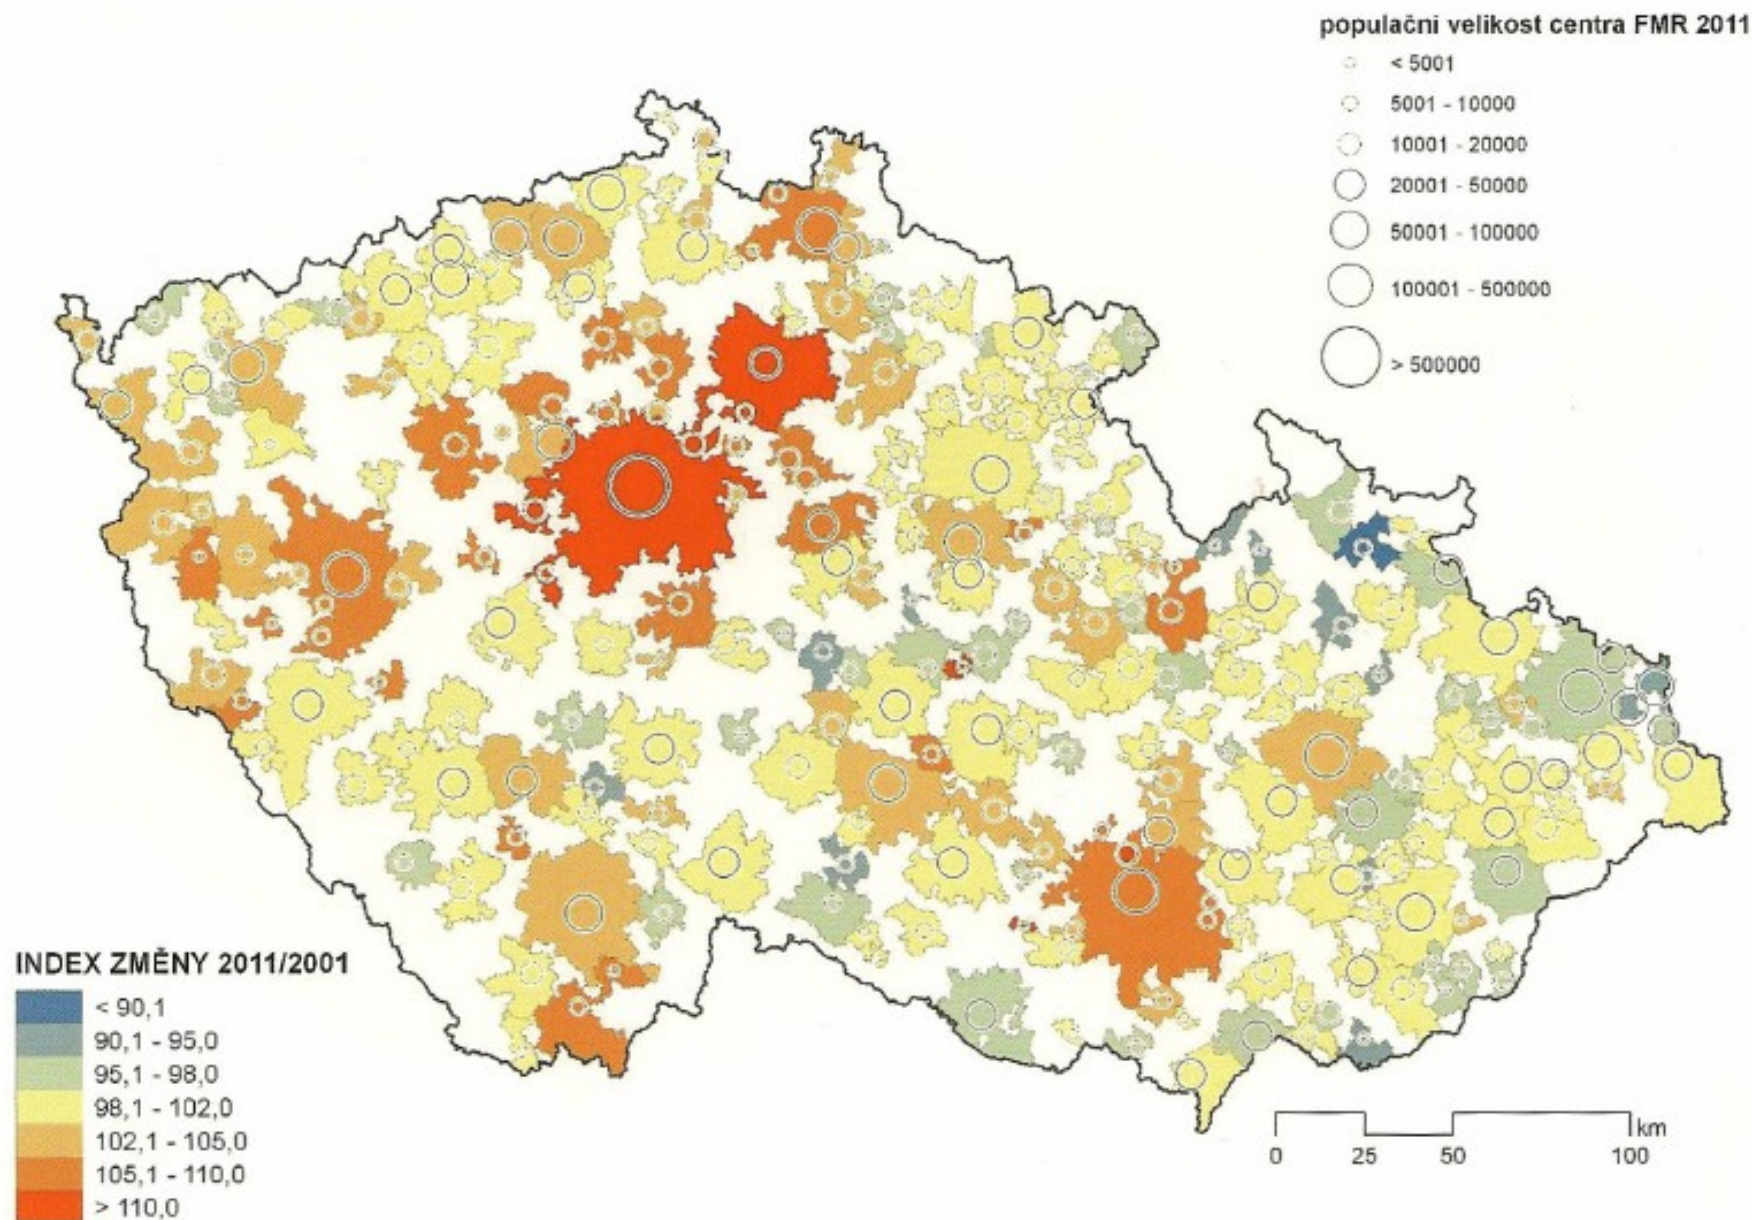 populační velikost centra FMR 2011
< 5001
5001 - 10000
10001 - 20000
20001 - 50000
50001 - 100000
100001 - 500000
> 500000
INDEX ZMĚNY 2011/2001
< 90,1
90,1 - 95,0
95,1 - 98,0
98,1 - 102,0
102,1 - 105,0
105,1 - 110,0
> 110,0
km
0 25 50 100